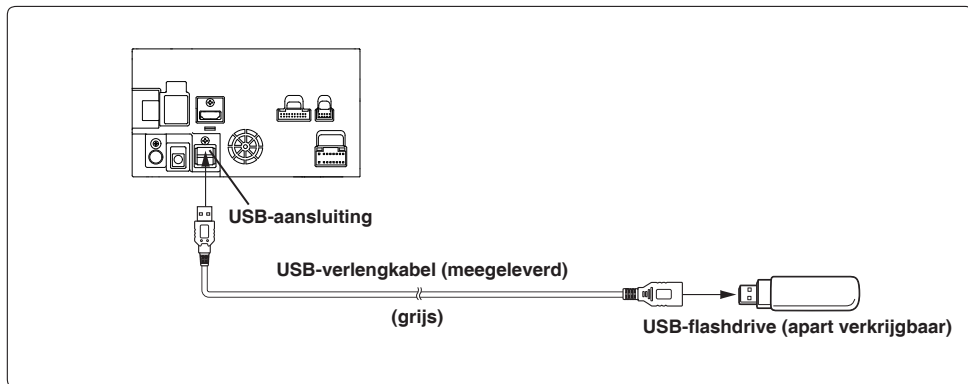 USB-aansluiting
USB-verlengkabel (meegeleverd)
(grijs)
USB-flashdrive (apart verkrijgbaar)